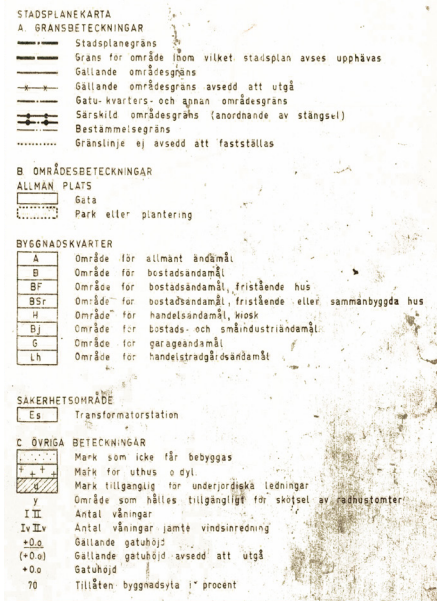 STADSPLANEKARTA
A. GRÄNSBETECKNINGAR
Stadsplanegräns
Gräns för område inom vilket stadsplan avses upphävas
Gällande områdesgräns
Gällande områdesgräns avsedd att utgå
Gatu-kvarters- och annan områdesgräns
Särskild områdesgräns (anordnande av stängsel)
Bestämmelsegräns
Gränslinje ej avsedd att fastställas
B. OMRÅDESBETECKNINGAR
ALLMÄN PLATS
Gata
Park eller plantering
BYGGNADSKVARTER
A Område för allmänt ändamål
B Område för bostadsändamål
BF Område för bostadsändamål, fristående hus
BSr Område för bostadsändamål, fristående eller sammanbyggda hus
H Område för handelsändamål, kiosk
Bj Område för bostads- och småindustriändamål
G Område för garageändamål
Lh Område för handelsträdgårdsändamål
SÄKERHETSOMRÅDE
Es Transformatorstation
C. ÖVRIGA BETECKNINGAR
Mark som icke får bebyggas
Mark för uthus o dyl.
u Mark tillgänglig för underjordiska ledningar
y Område som hålles tillgängligt för skötsel av radhustomter
I II Antal våningar
Iv IIv Antal våningar jämte vindsinredning
+0.0 Gällande gatuhöjd
(+0.0) Gällande gatuhöjd avsedd att utgå
+0.0 Gatuhöjd
70 Tillåten byggnadsyta i procent